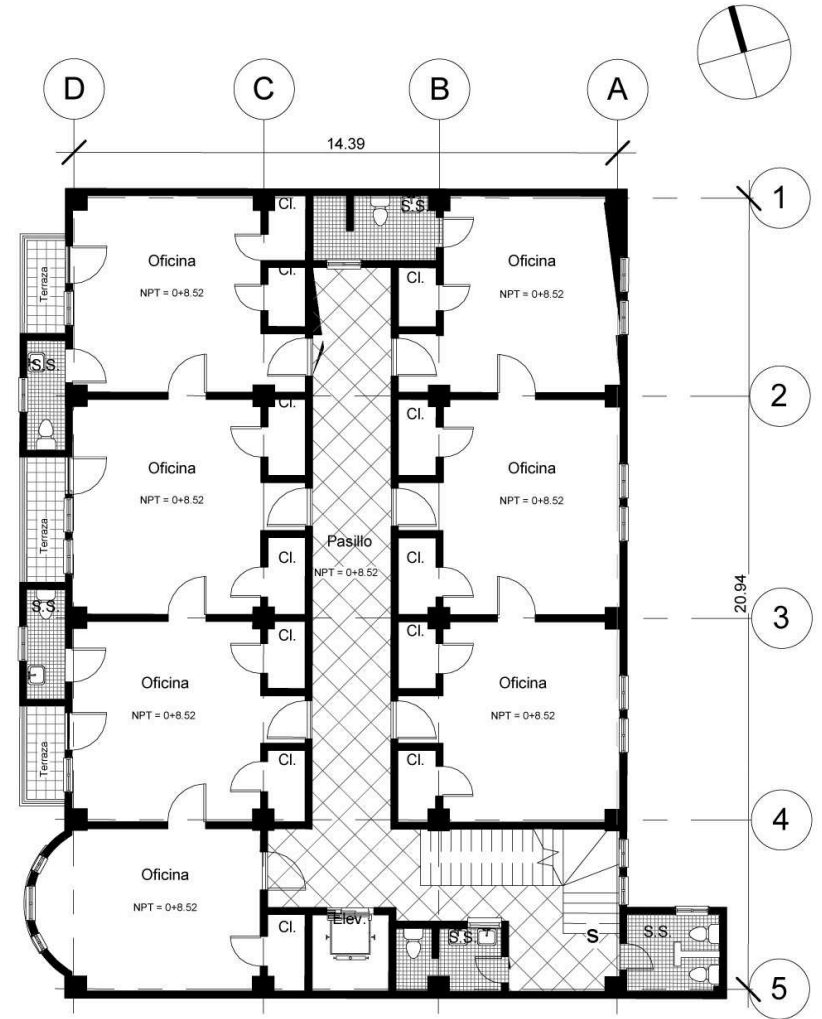 D
C
B
A
14.39
1
Cl.
S.S.
Oficina
NPT = 0+8.52
Oficina
NPT = 0+8.52
Terraza
Cl.
Cl.
S.S.
2
Cl.
Cl.
Oficina
NPT = 0+8.52
Oficina
NPT = 0+8.52
Terraza
Pasillo
NPT = 0+8.52
Cl.
Cl.
20.94
S.S.
3
Cl.
Cl.
Oficina
NPT = 0+8.52
Oficina
NPT = 0+8.52
Terraza
Cl.
Cl.
4
Oficina
NPT = 0+8.52
Cl.
Elev.
S.S.
S
S.S.
5